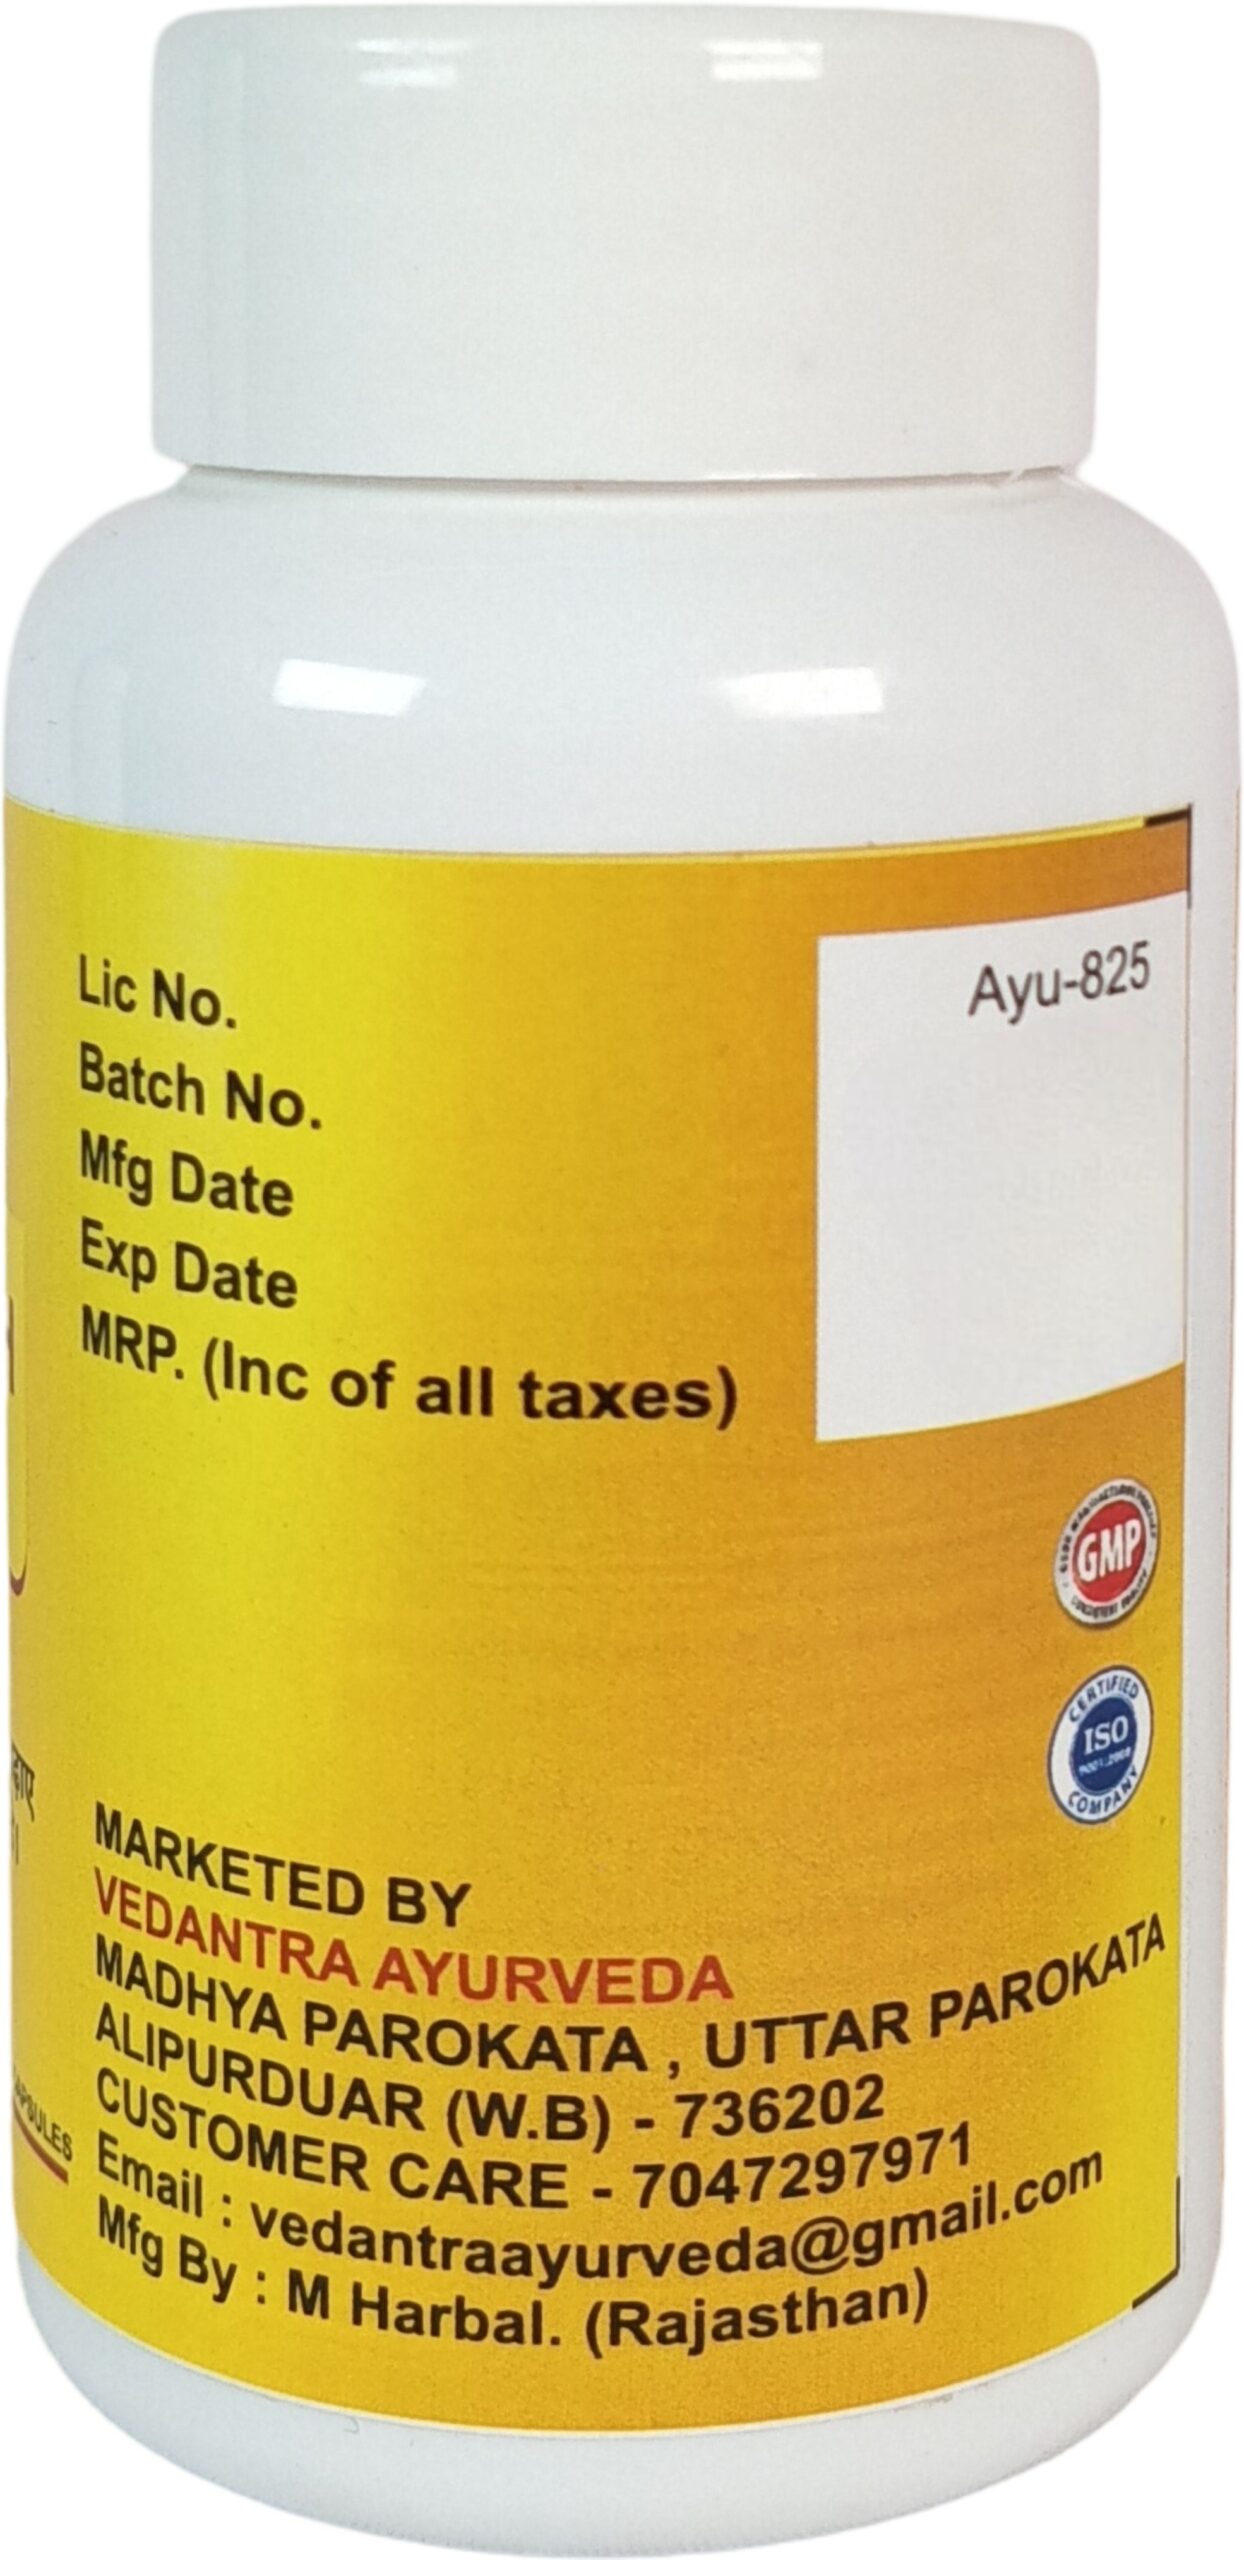 Lic No. Ayu-825
Batch No.
Mfg Date
Exp Date
MRP. (Inc of all taxes)
GMP
CERTIFIED
ISO
COMPANY
MARKETED BY
VEDANTRA AYURVEDA
MADHYA PAROKATA , UTTAR PAROKATA
ALIPURDUAR (W.B) - 736202
CUSTOMER CARE - 7047297971
Email : vedantraayurveda@gmail.com
Mfg By : M Harbal. (Rajasthan)